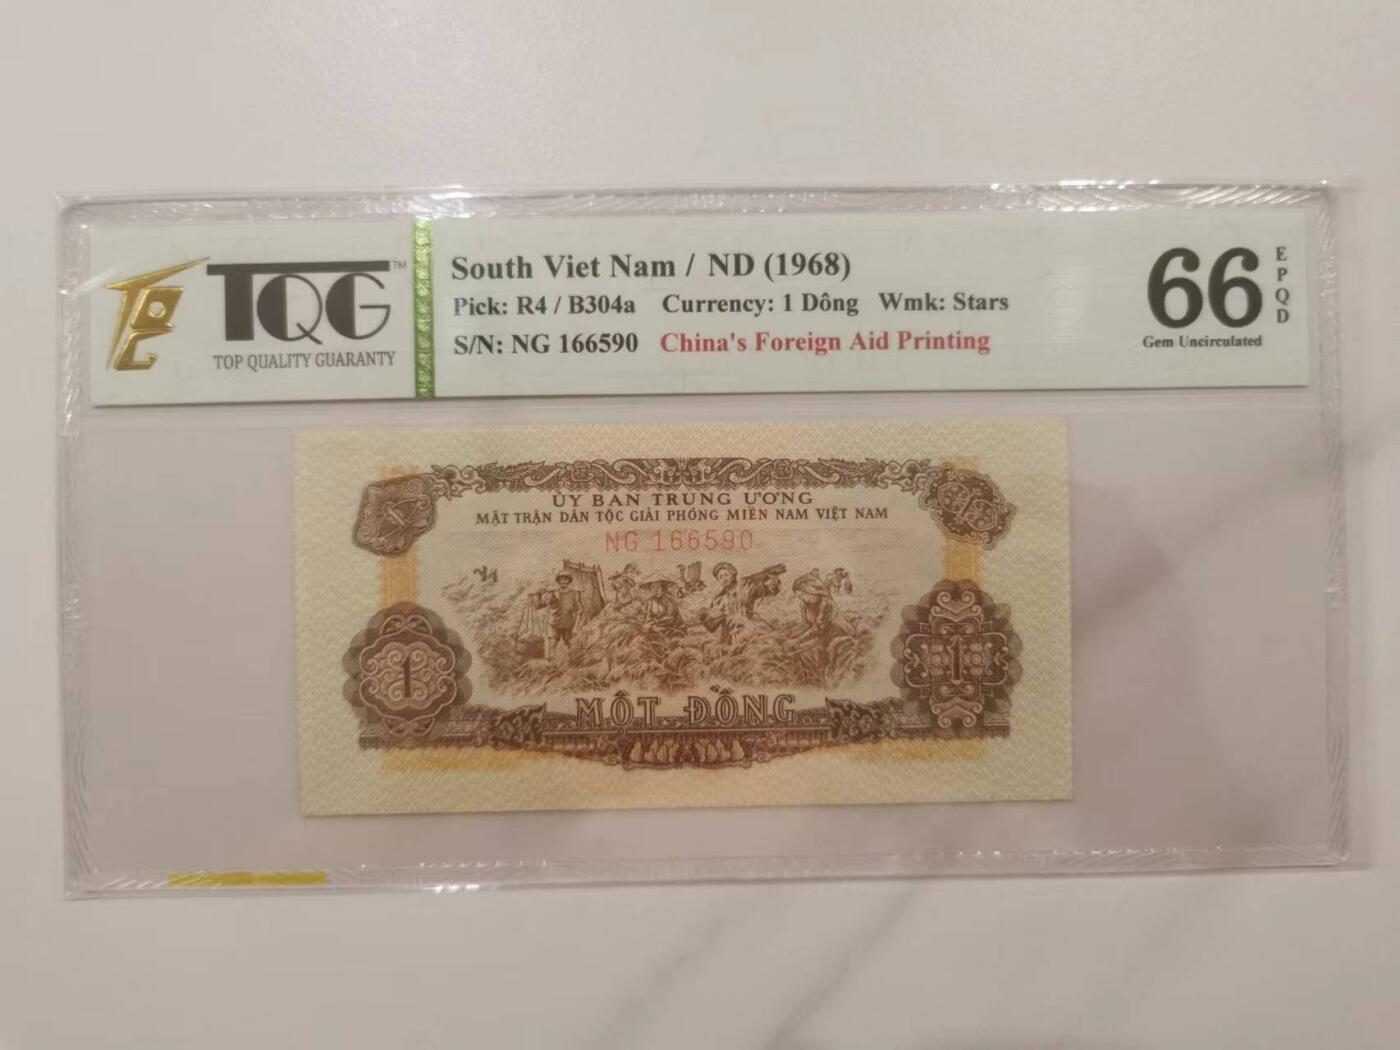 TQG™
TOP QUALITY GUARANTY
South Viet Nam / ND (1968)
Pick: R4 / B304a Currency: 1 Dông Wmk: Stars
S/N: NG 166590 China's Foreign Aid Printing
66 EPQD
Gem Uncirculated
ỦY BAN TRUNG ƯƠNG
MẶT TRẬN DÂN TỘC GIẢI PHÓNG MIỀN NAM VIỆT NAM
NG 166590
1
1
1
MỘT ĐỒNG